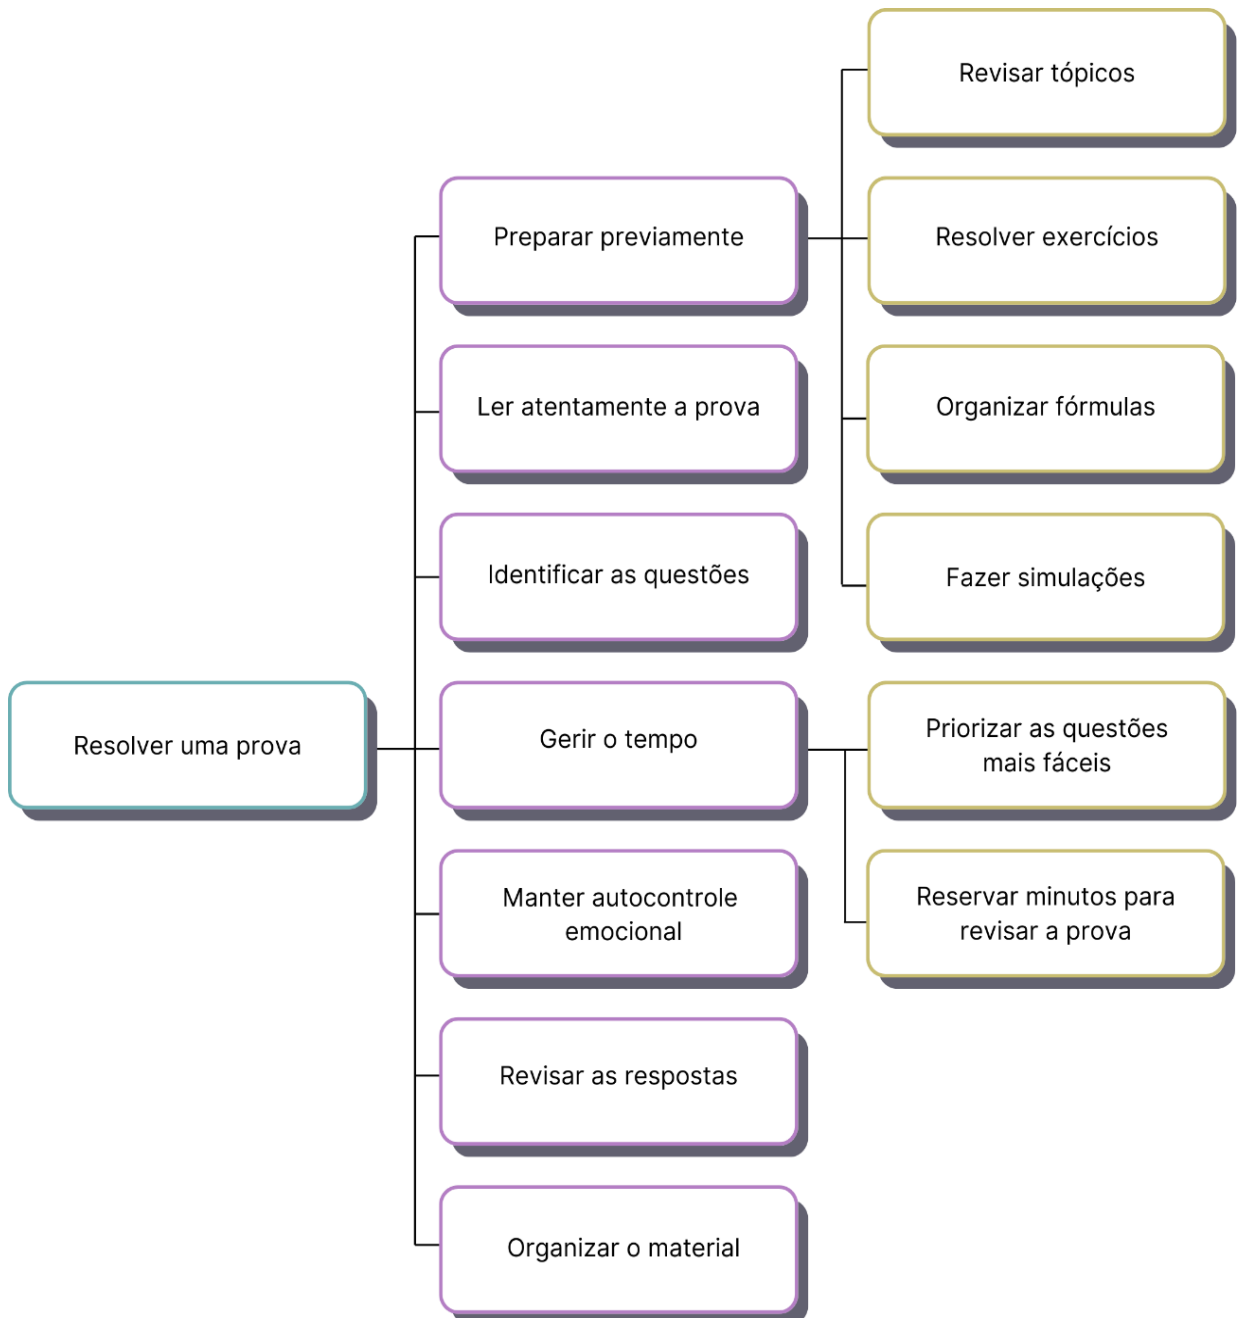 Resolver uma prova
Preparar previamente
Ler atentamente a prova
Identificar as questões
Gerir o tempo
Manter autocontrole
emocional
Revisar as respostas
Organizar o material
Revisar tópicos
Resolver exercícios
Organizar fórmulas
Fazer simulações
Priorizar as questões
mais fáceis
Reservar minutos para
revisar a prova